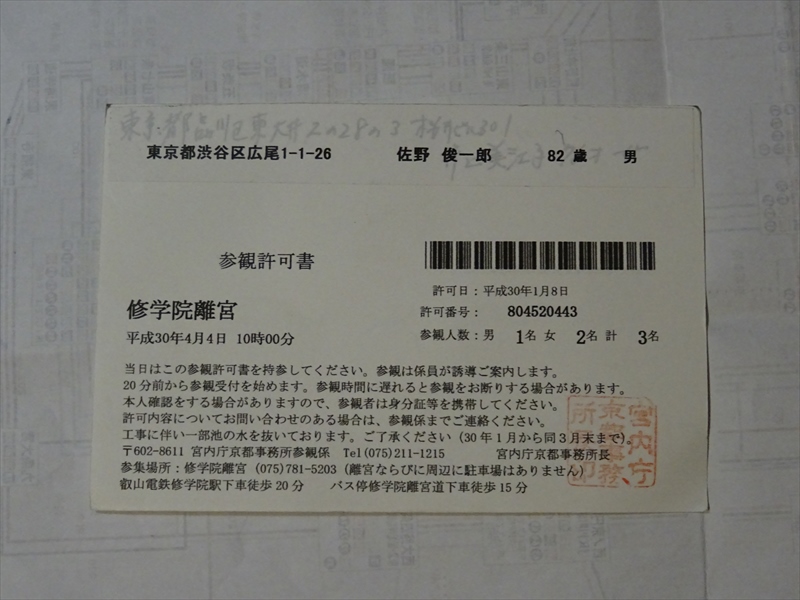 東京都品川区東大井2の28の3
東京都渋谷区広尾1-1-26 佐野 俊一郎 82 歳 男
参観許可書
許可日：平成30年1月8日
修学院離宮
許可番号： 804520443
平成30年4月4日 10時00分
参観人数：男 1名 女 2名 計 3名
当日はこの参観許可書を持参してください。参観は係員が誘導ご案内します。
20分前から参観受付を始めます。参観時間に遅れると参観をお断りする場合があります。
本人確認をする場合がありますので、参観者は身分証等を携帯してください。
許可内容についてお問い合わせのある場合は、参観係までご連絡ください。
工事に伴い一部池の水を抜いております。ご了承ください（30年1月から同3月末まで）。
〒602-8611 宮内庁京都事務所参観係 Tel(075)211-1215 宮内庁京都事務所長
参集場所：修学院離宮 (075)781-5203（離宮ならびに周辺に駐車場はありません）
叡山電鉄修学院駅下車徒歩20分 バス停修学院離宮道下車徒歩15分
宮内庁
京都事務
所印